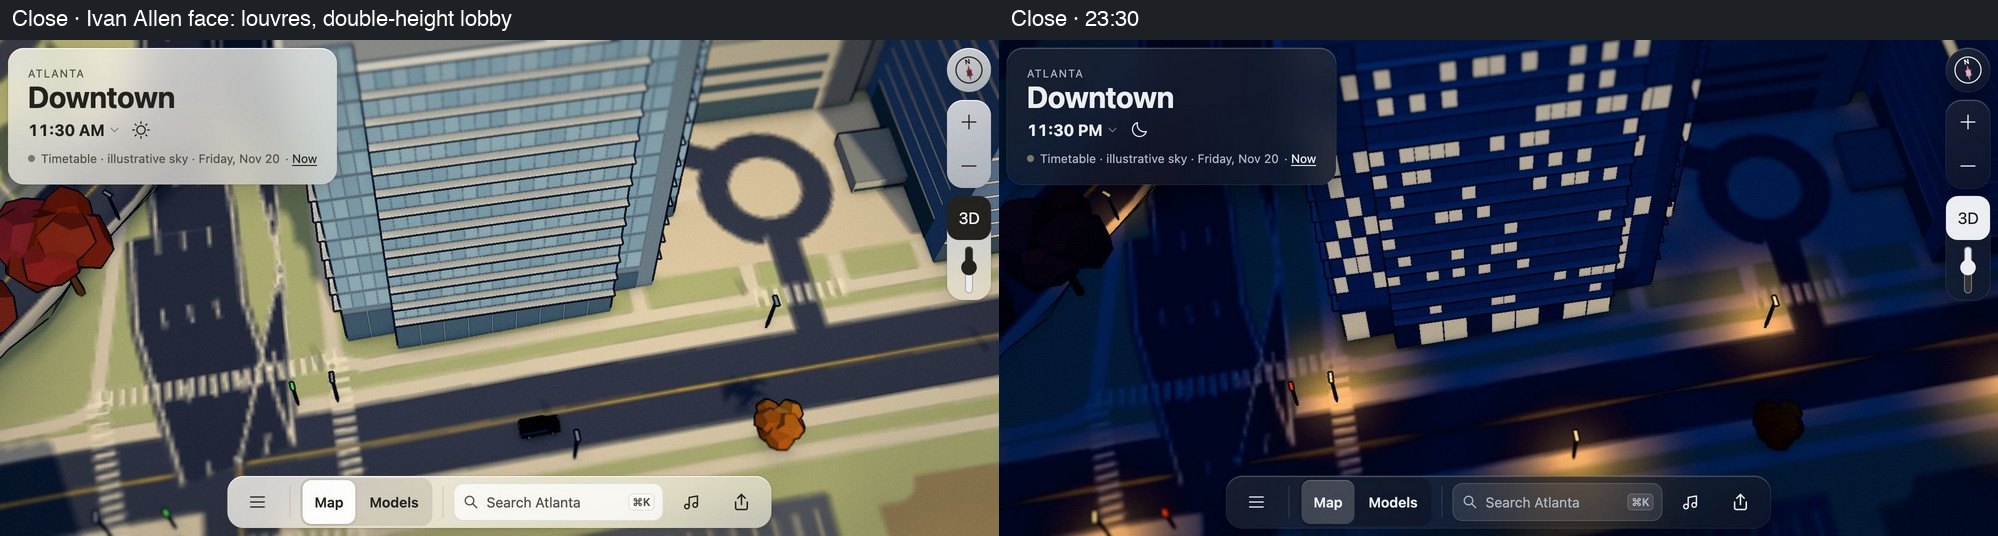 Close · Ivan Allen face: louvres, double-height lobby
ATLANTA
Downtown
11:30 AM
Timetable · illustrative sky · Friday, Nov 20 · Now
N
3D
Map Models Search Atlanta ⌘K
Close · 23:30
ATLANTA
Downtown
11:30 PM
Timetable · illustrative sky · Friday, Nov 20 · Now
N
3D
Map Models Search Atlanta ⌘K